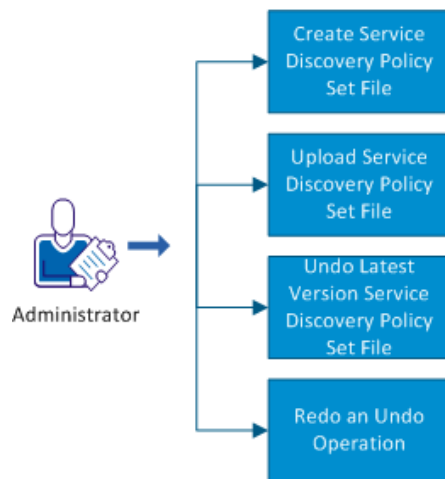 Create Service
Discovery Policy
Set File
Upload Service
Discovery Policy
Set File
Administrator
Undo Latest
Version Service
Discovery Policy
Set File
Redo an Undo
Operation